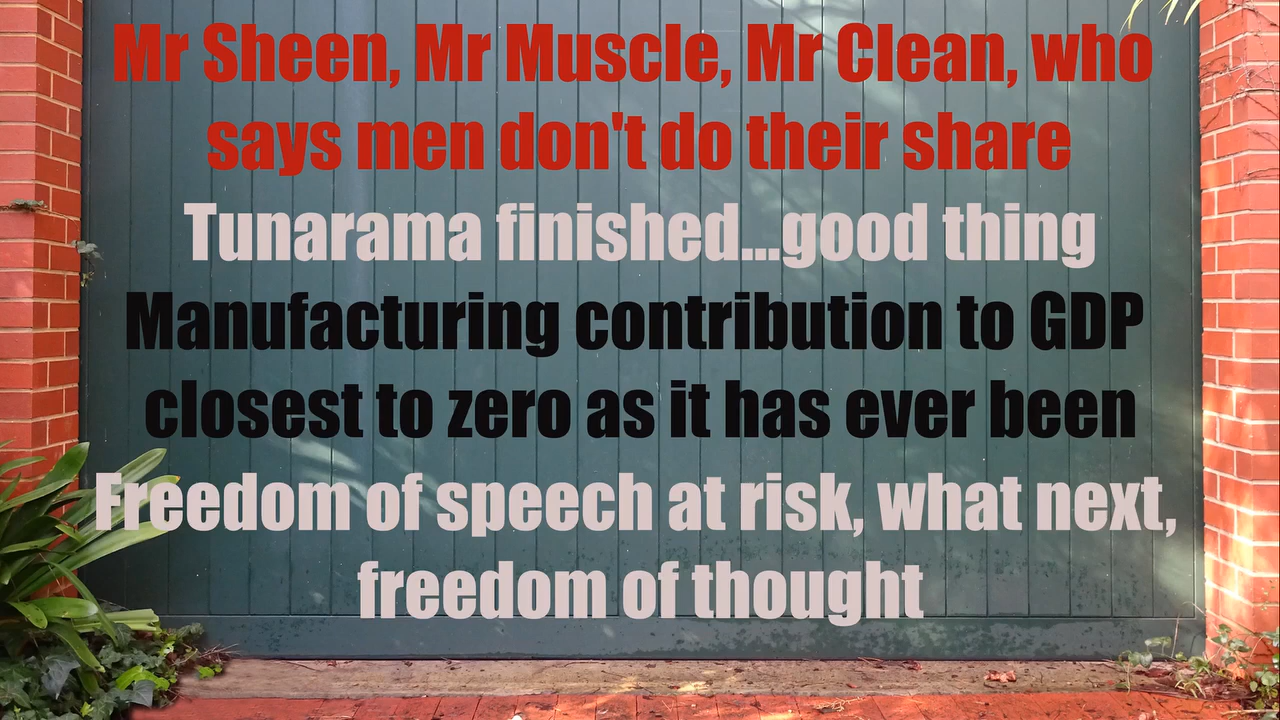 Mr Sheen, Mr Muscle, Mr Clean, who
says men don't do their share
Tunarama finished...good thing
Manufacturing contribution to GDP
closest to zero as it has ever been
Freedom of speech at risk, what next,
freedom of thought